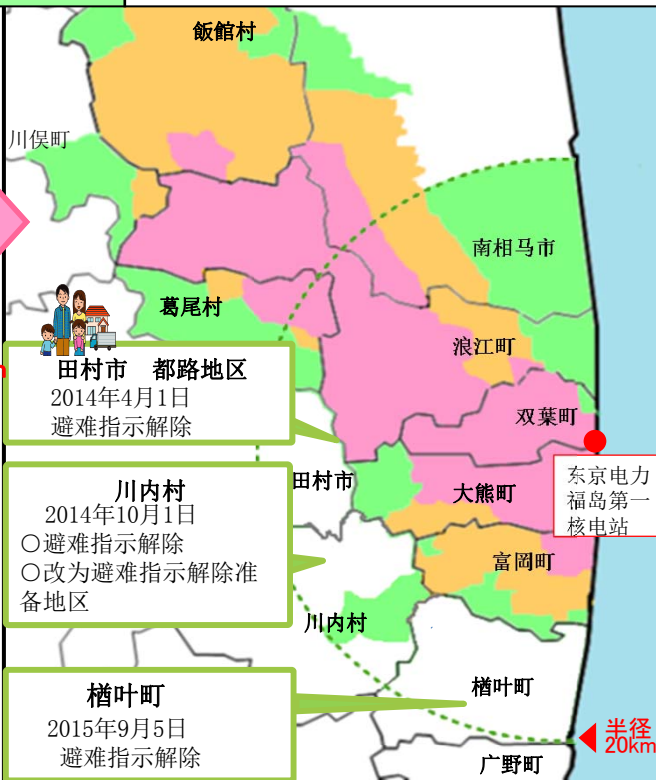 飯館村
川俣町
南相马市
葛尾村
浪江町
田村市　都路地区
2014年4月1日
避难指示解除
双葉町
东京电力
福岛第一
核电站
田村市
大熊町
川内村
2014年10月1日
○避难指示解除
○改为避难指示解除准
备地区
富岡町
川内村
楢叶町
2015年9月5日
避难指示解除
楢叶町
半径
20km
广野町